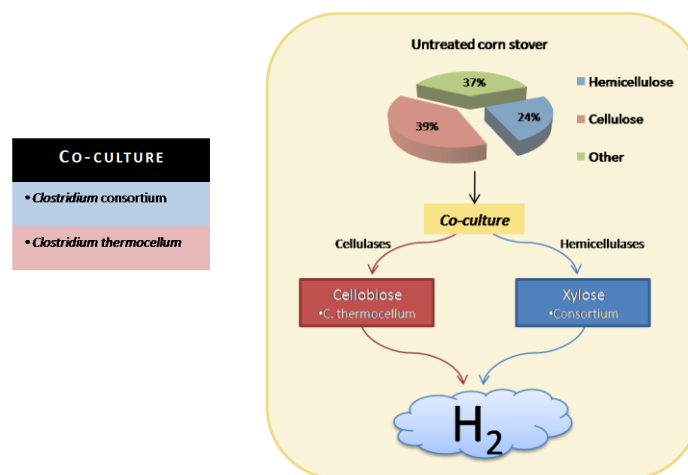 CO-CULTURE
• Clostridium consortium
• Clostridium thermocellum
Untreated corn stover
37%
24%
39%
Hemicellulose
Cellulose
Other
Co-culture
Cellulases
Hemicellulases
Cellobiose
•C. thermocellum
Xylose
•Consortium
H2